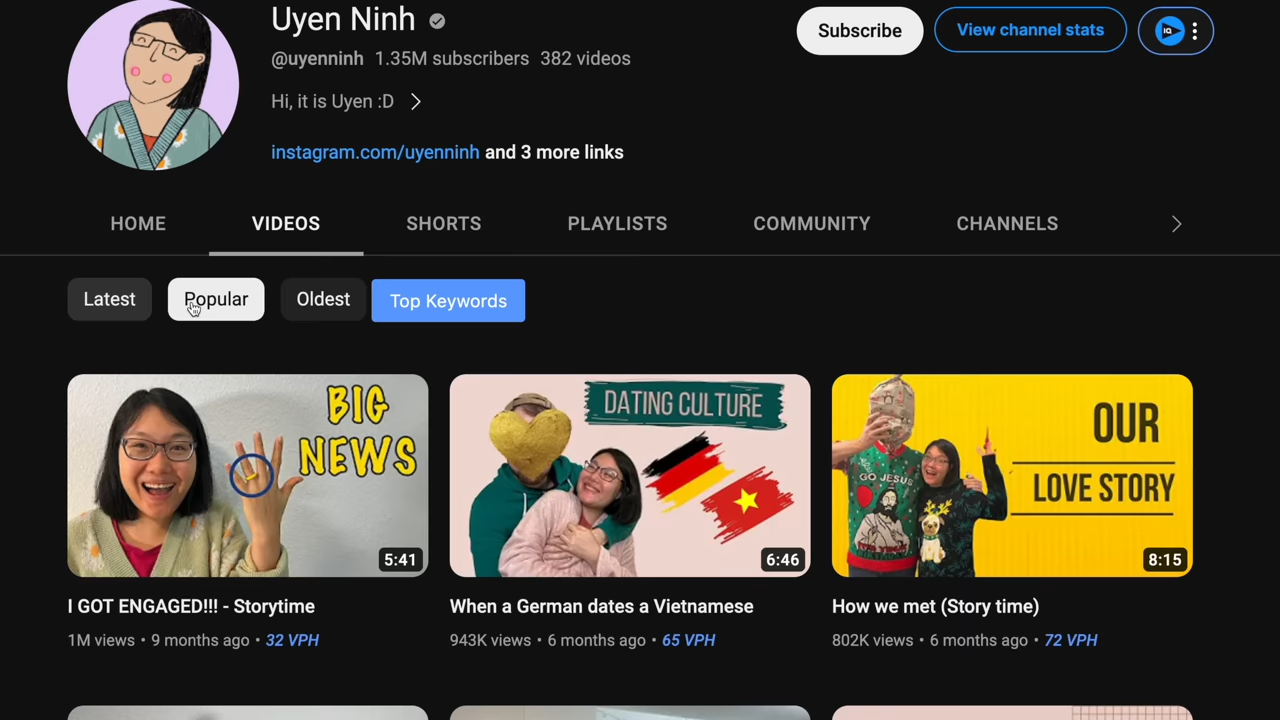 Uyen Ninh
Subscribe
View channel stats
IQ
@uyenninh 1.35M subscribers 382 videos
Hi, it is Uyen :D
instagram.com/uyenninh and 3 more links
HOME VIDEOS SHORTS PLAYLISTS COMMUNITY CHANNELS
Latest Popular Oldest Top Keywords
BIG
NEWS
5:41
DATING CULTURE
6:46
GO JESUS
OUR
LOVE STORY
8:15
I GOT ENGAGED!!! - Storytime
1M views • 9 months ago • 32 VPH
When a German dates a Vietnamese
943K views • 6 months ago • 65 VPH
How we met (Story time)
802K views • 6 months ago • 72 VPH